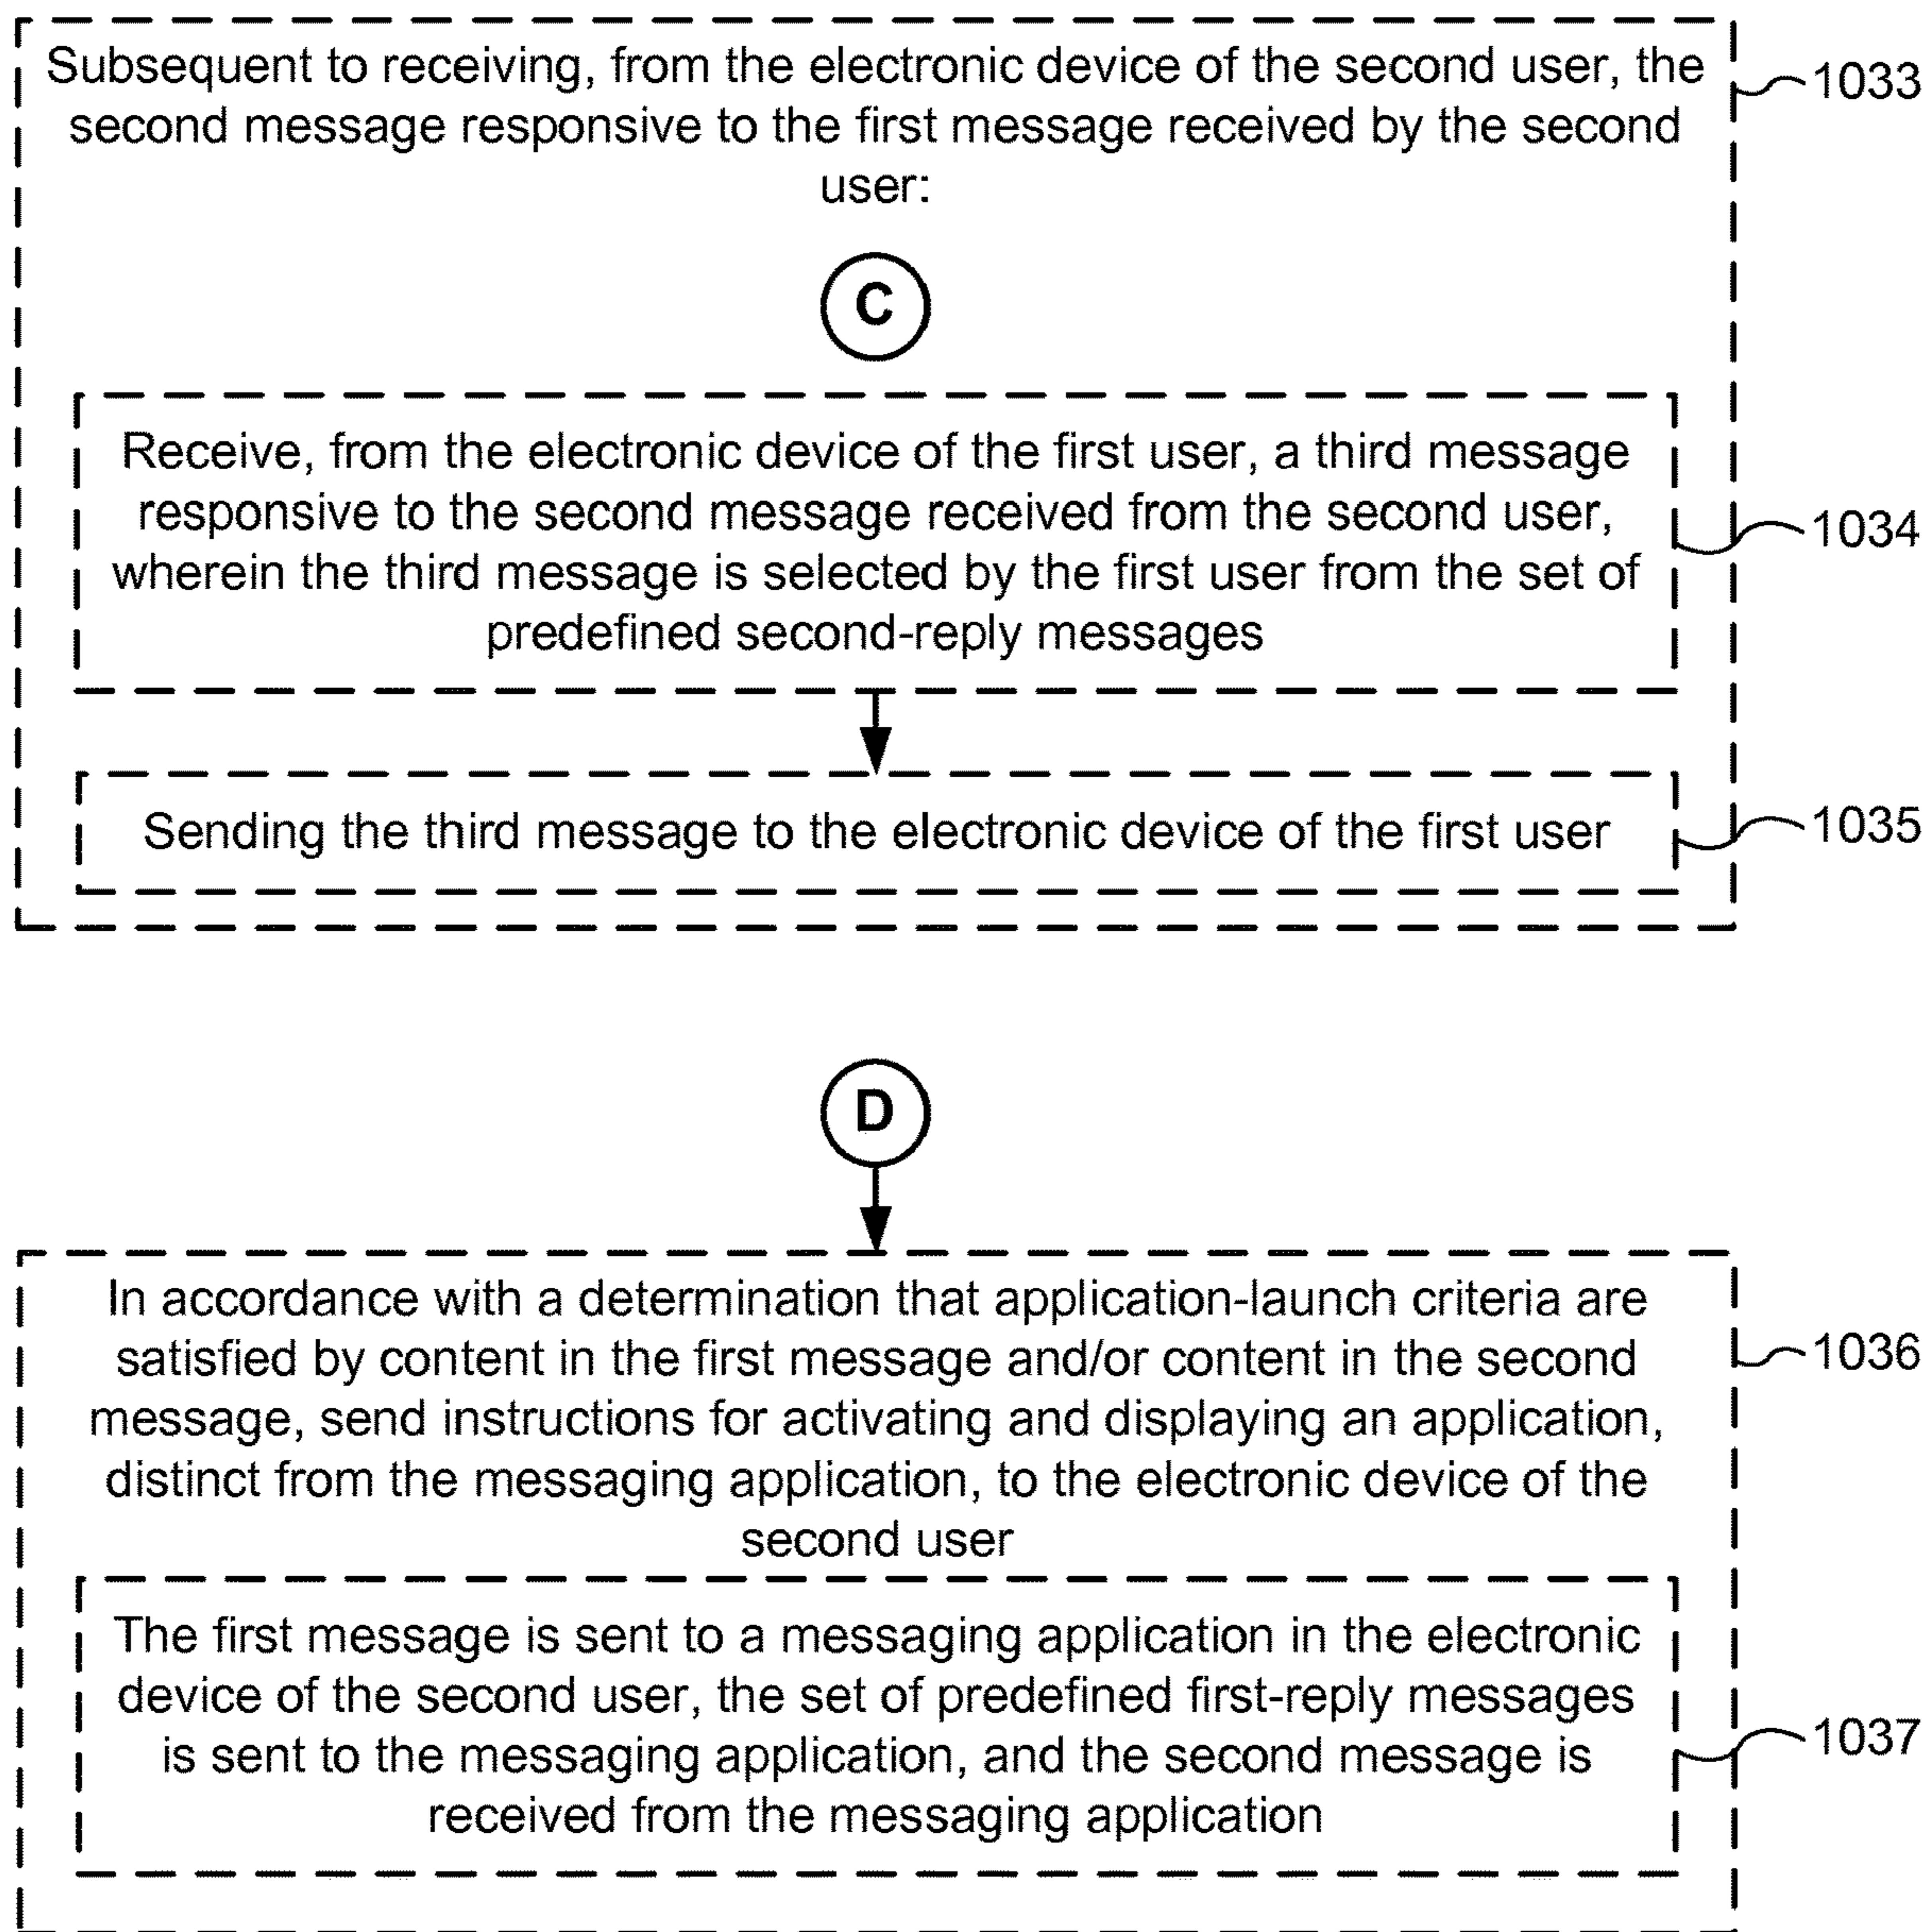 Subsequent to receiving, from the electronic device of the second user, the
second message responsive to the first message received by the second
user:
1033
C
Receive, from the electronic device of the first user, a third message
responsive to the second message received from the second user,
wherein the third message is selected by the first user from the set of
predefined second-reply messages
1034
Sending the third message to the electronic device of the first user
1035
D
In accordance with a determination that application-launch criteria are
satisfied by content in the first message and/or content in the second
message, send instructions for activating and displaying an application,
distinct from the messaging application, to the electronic device of the
second user
1036
The first message is sent to a messaging application in the electronic
device of the second user, the set of predefined first-reply messages
is sent to the messaging application, and the second message is
received from the messaging application
1037